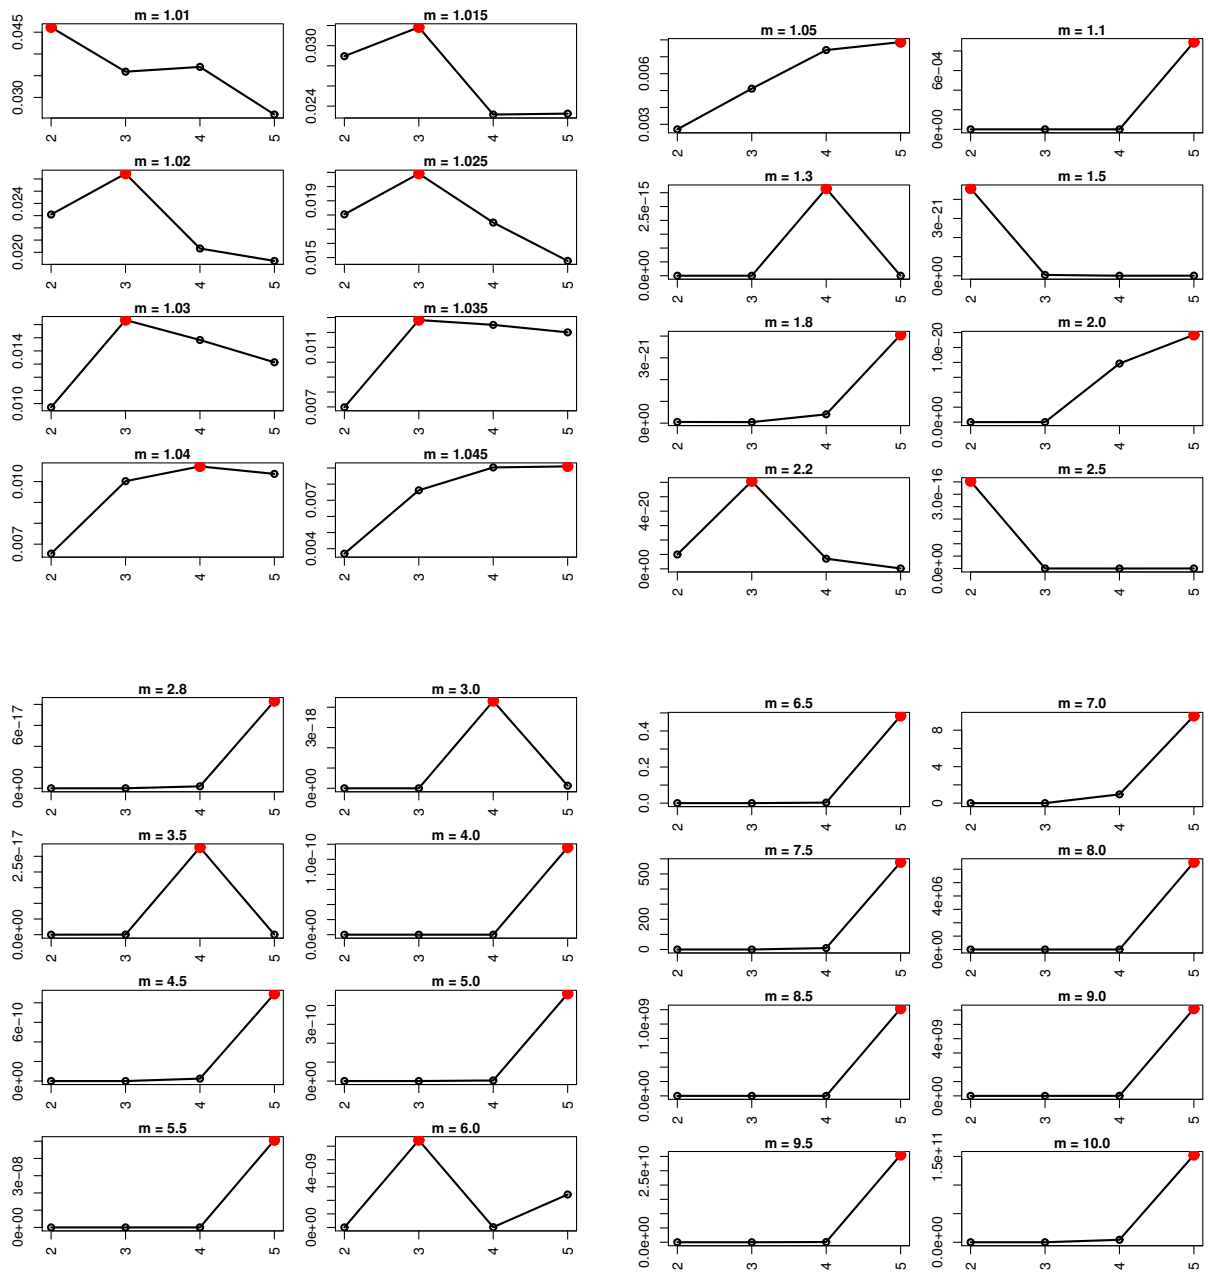 m = 1.01
0.045
0.030
2 3 4 5
m = 1.015
0.030
0.024
2 3 4 5
m = 1.02
0.024
0.020
2 3 4 5
m = 1.025
0.019
0.015
2 3 4 5
m = 1.03
0.014
0.010
2 3 4 5
m = 1.035
0.011
0.007
2 3 4 5
m = 1.04
0.010
0.007
2 3 4 5
m = 1.045
0.007
0.004
2 3 4 5
m = 1.05
0.006
0.003
2 3 4 5
m = 1.1
6e−04
0e+00
2 3 4 5
m = 1.3
2.5e−15
0.0e+00
2 3 4 5
m = 1.5
3e−21
0e+00
2 3 4 5
m = 1.8
3e−21
0e+00
2 3 4 5
m = 2.0
1.0e−20
0.0e+00
2 3 4 5
m = 2.2
4e−20
0e+00
2 3 4 5
m = 2.5
3.0e−16
0.0e+00
2 3 4 5
m = 2.8
6e−17
0e+00
2 3 4 5
m = 3.0
3e−18
0e+00
2 3 4 5
m = 3.5
2.5e−17
0.0e+00
2 3 4 5
m = 4.0
1.0e−10
0.0e+00
2 3 4 5
m = 4.5
6e−10
0e+00
2 3 4 5
m = 5.0
3e−10
0e+00
2 3 4 5
m = 5.5
3e−08
0e+00
2 3 4 5
m = 6.0
4e−09
0e+00
2 3 4 5
m = 6.5
0.4
0.2
0.0
2 3 4 5
m = 7.0
8
4
0
2 3 4 5
m = 7.5
500
200
0
2 3 4 5
m = 8.0
4e+06
0e+00
2 3 4 5
m = 8.5
1.0e+09
0.0e+00
2 3 4 5
m = 9.0
4e+09
0e+00
2 3 4 5
m = 9.5
2.5e+10
0.0e+00
2 3 4 5
m = 10.0
1.5e+11
0.0e+00
2 3 4 5